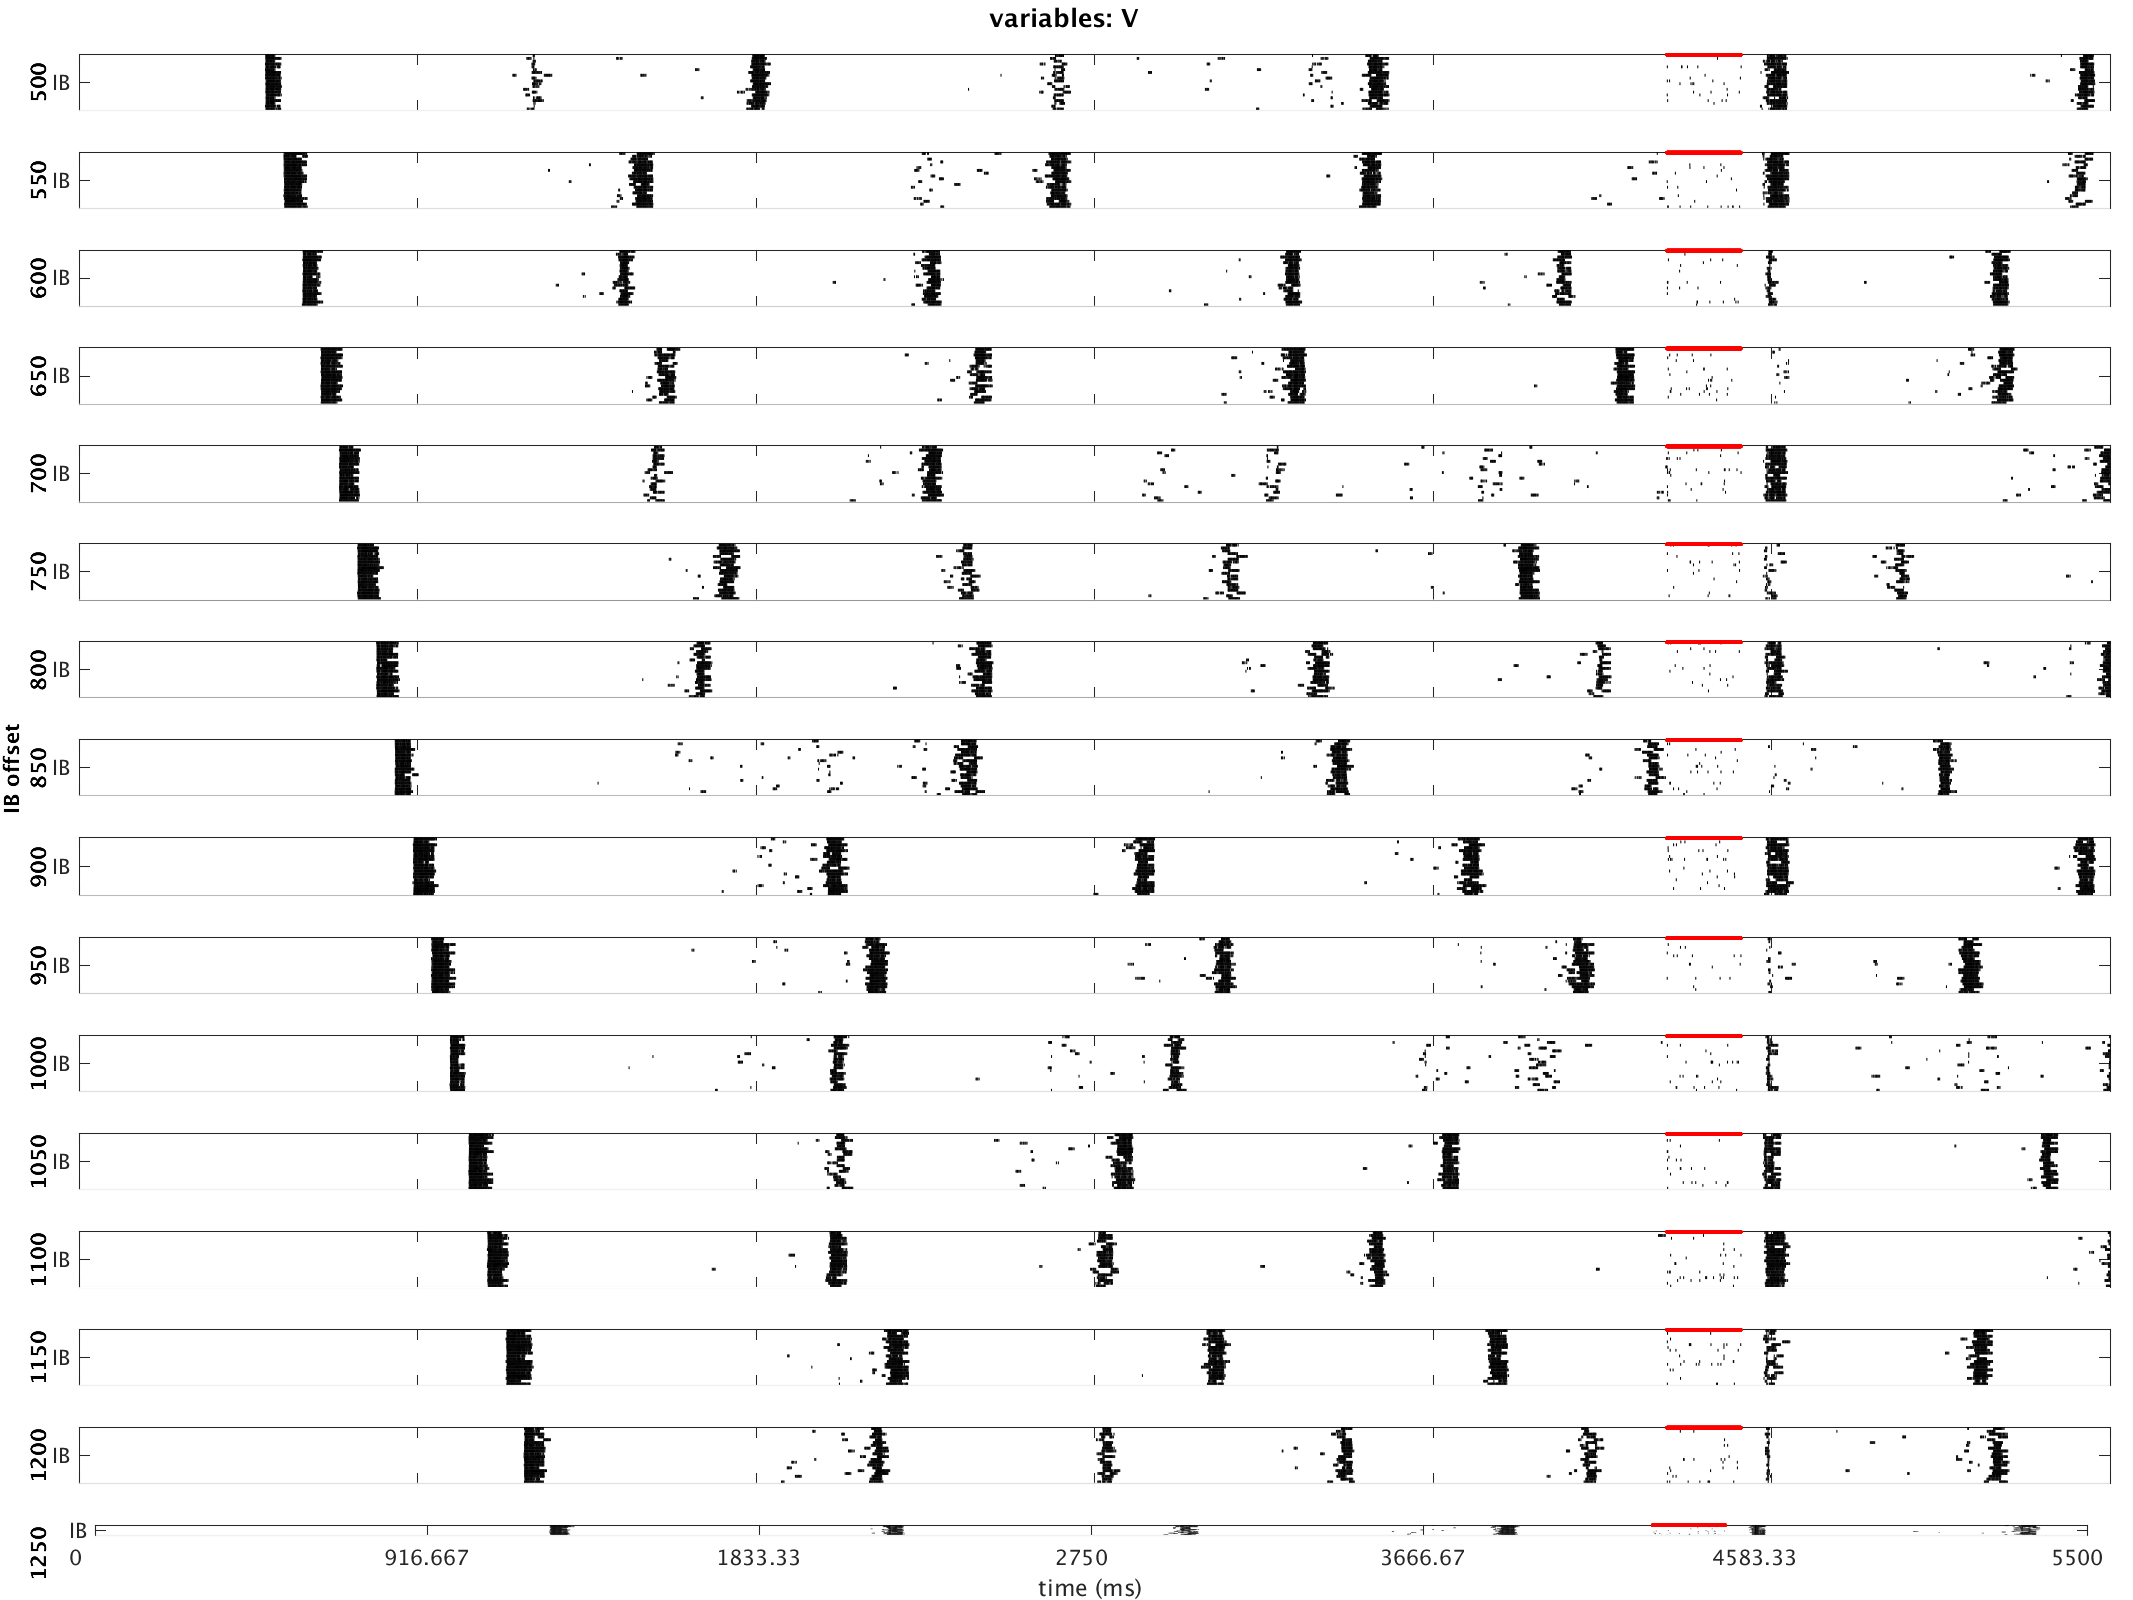 variables: V
500 IB
550 IB
600 IB
650 IB
700 IB
750 IB
800 IB
IB offset
850 IB
900 IB
950 IB
1000 IB
1050 IB
1100 IB
1150 IB
1200 IB
1250 IB
0 916.667 1833.33 2750 3666.67 4583.33 5500
time (ms)